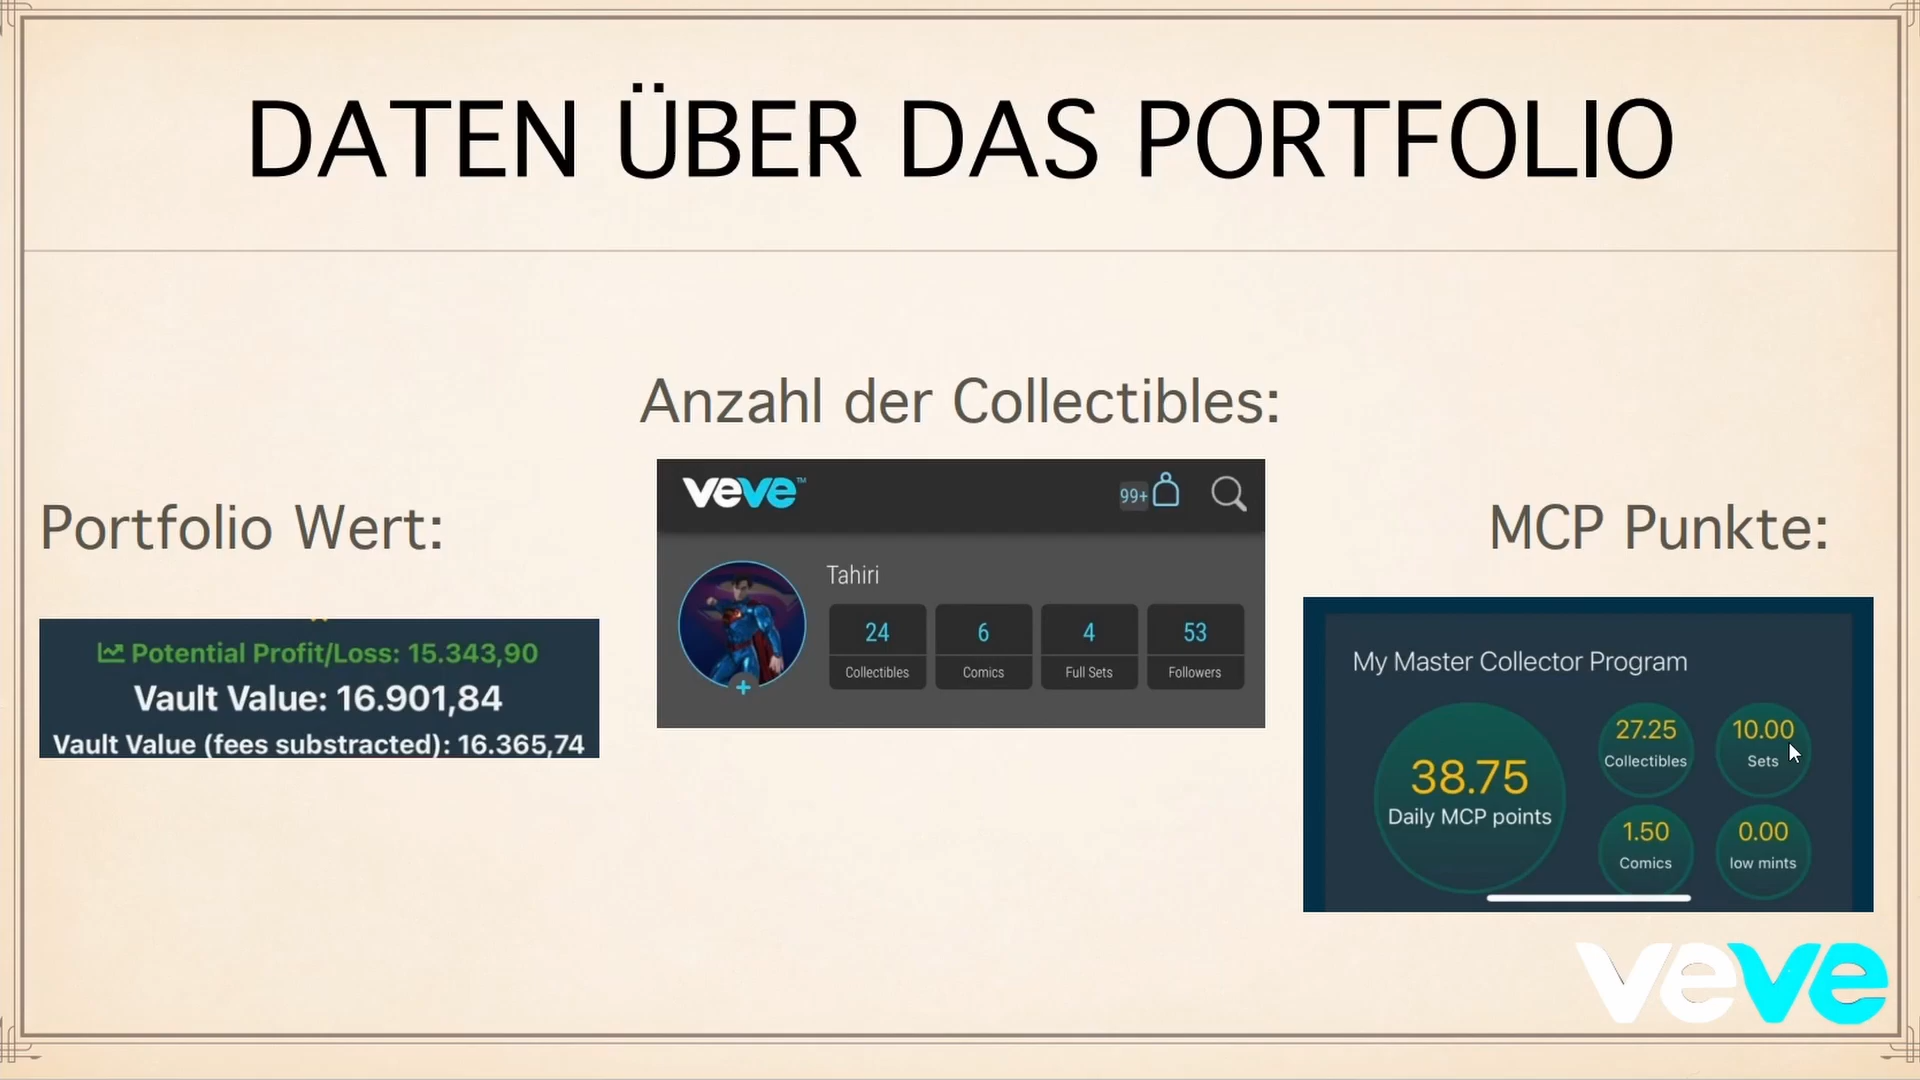 DATEN ÜBER DAS PORTFOLIO
Portfolio Wert:
Potential Profit/Loss: 15.343,90
Vault Value: 16.901,84
Vault Value (fees substracted): 16.365,74
Anzahl der Collectibles:
veve™
99+
Tahiri
24 6 4 53
Collectibles Comics Full Sets Followers
MCP Punkte:
My Master Collector Program
38.75
Daily MCP points
27.25 10.00
Collectibles Sets
1.50 0.00
Comics low mints
veve